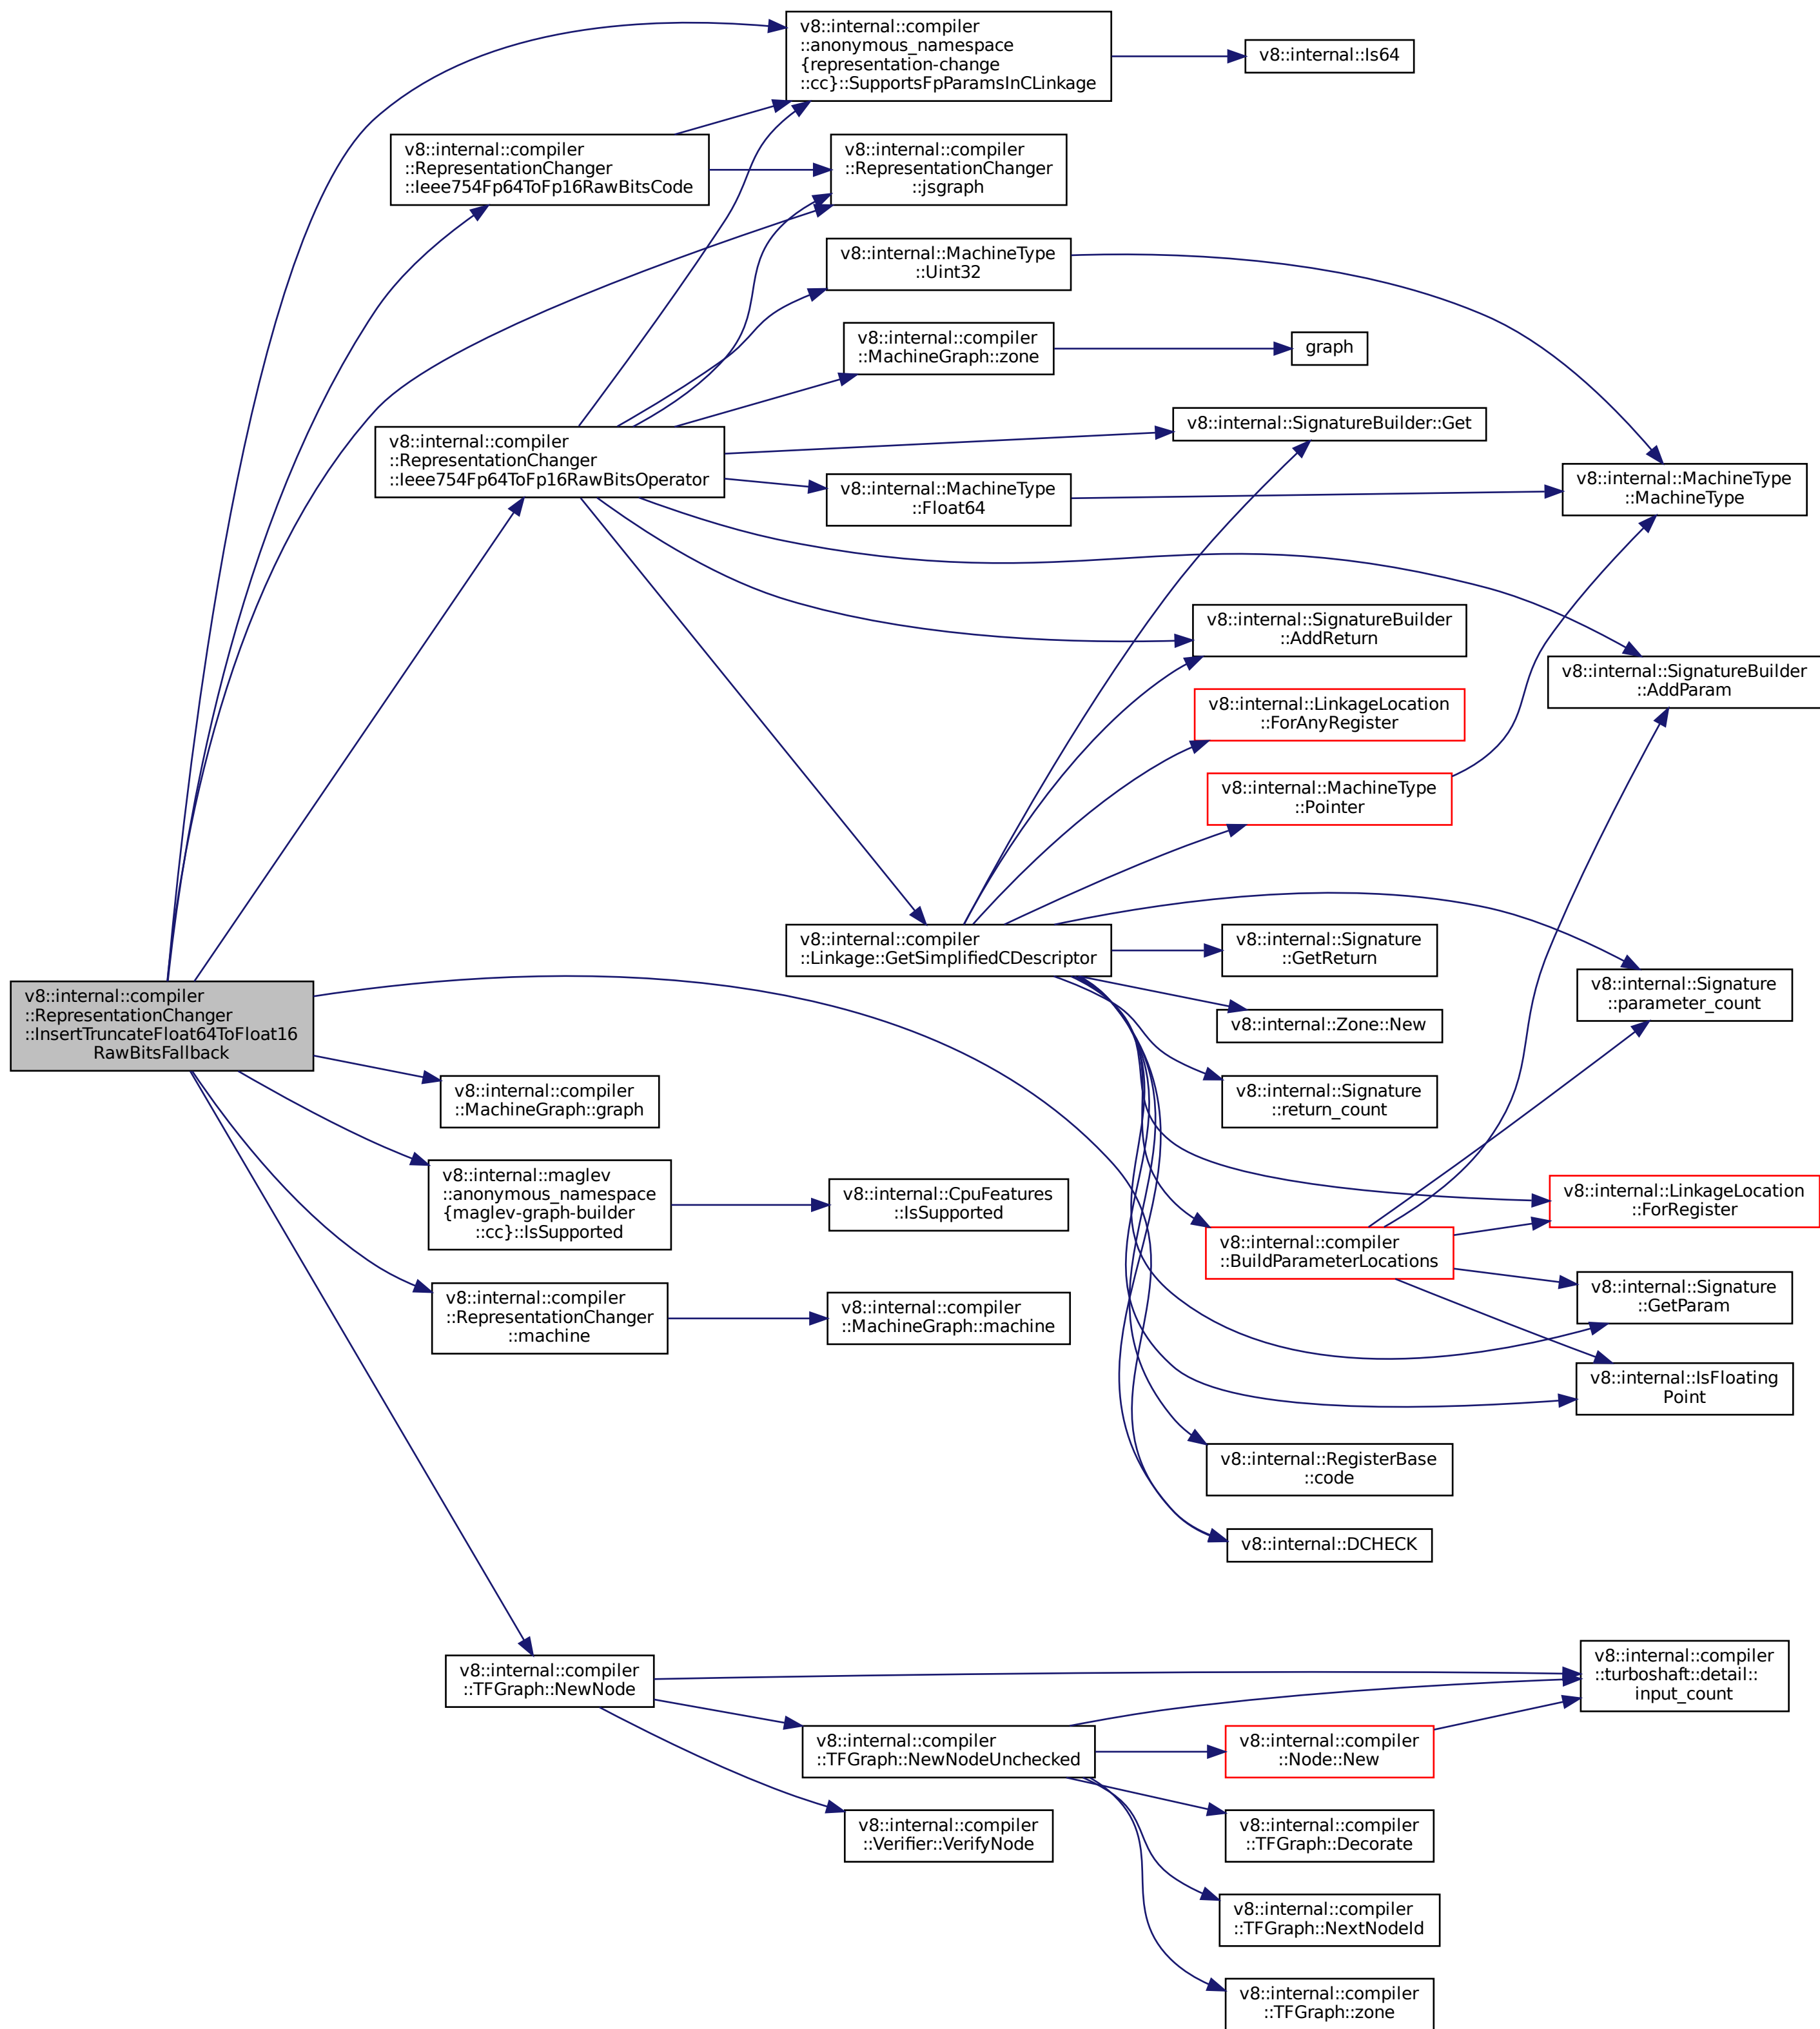 v8::internal::compiler
::anonymous_namespace
{representation-change
::cc}::SupportsFpParamsInCLinkage
v8::internal::Is64
v8::internal::compiler
::RepresentationChanger
::Ieee754Fp64ToFp16RawBitsCode
v8::internal::compiler
::RepresentationChanger
::jsgraph
v8::internal::MachineType
::Uint32
v8::internal::compiler
::MachineGraph::zone
graph
v8::internal::SignatureBuilder::Get
v8::internal::compiler
::RepresentationChanger
::Ieee754Fp64ToFp16RawBitsOperator
v8::internal::MachineType
::Float64
v8::internal::MachineType
::MachineType
v8::internal::SignatureBuilder
::AddReturn
v8::internal::SignatureBuilder
::AddParam
v8::internal::LinkageLocation
::ForAnyRegister
v8::internal::MachineType
::Pointer
v8::internal::compiler
::Linkage::GetSimplifiedCDescriptor
v8::internal::Signature
::GetReturn
v8::internal::Signature
::parameter_count
v8::internal::compiler
::RepresentationChanger
::InsertTruncateFloat64ToFloat16
RawBitsFallback
v8::internal::Zone::New
v8::internal::compiler
::MachineGraph::graph
v8::internal::Signature
::return_count
v8::internal::maglev
::anonymous_namespace
{maglev-graph-builder
::cc}::IsSupported
v8::internal::CpuFeatures
::IsSupported
v8::internal::LinkageLocation
::ForRegister
v8::internal::compiler
::BuildParameterLocations
v8::internal::Signature
::GetParam
v8::internal::compiler
::RepresentationChanger
::machine
v8::internal::compiler
::MachineGraph::machine
v8::internal::IsFloating
Point
v8::internal::RegisterBase
::code
v8::internal::DCHECK
v8::internal::compiler
::TFGraph::NewNode
v8::internal::compiler
::turboshaft::detail::
input_count
v8::internal::compiler
::TFGraph::NewNodeUnchecked
v8::internal::compiler
::Node::New
v8::internal::compiler
::Verifier::VerifyNode
v8::internal::compiler
::TFGraph::Decorate
v8::internal::compiler
::TFGraph::NextNodeId
v8::internal::compiler
::TFGraph::zone